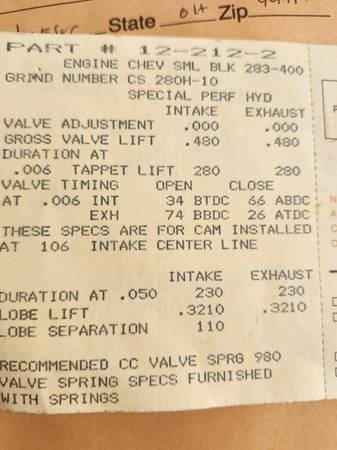 State OH Zip
PART # 12-212-2
ENGINE CHEV SML BLK 283-400
GRIND NUMBER CS 280H-10
SPECIAL PERF HYD
INTAKE EXHAUST
VALVE ADJUSTMENT .000 .000
GROSS VALVE LIFT .480 .480
DURATION AT
.006 TAPPET LIFT 280 280
VALVE TIMING OPEN CLOSE
AT .006 INT 34 BTDC 66 ABDC
EXH 74 BBDC 26 ATDC
THESE SPECS ARE FOR CAM INSTALLED
AT 106 INTAKE CENTER LINE
INTAKE EXHAUST
DURATION AT .050 230 230
LOBE LIFT .3210 .3210
LOBE SEPARATION 110
RECOMMENDED CC VALVE SPRG 980
VALVE SPRING SPECS FURNISHED
WITH SPRINGS